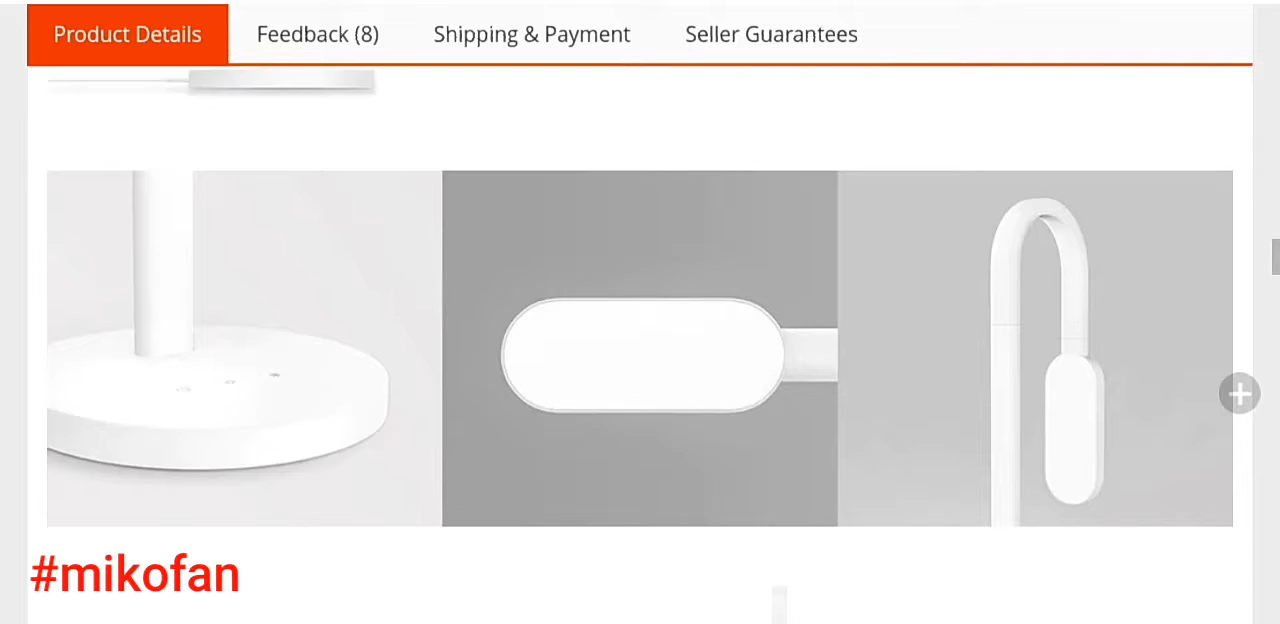 Product Details
Feedback (8)
Shipping & Payment
Seller Guarantees
#mikofan